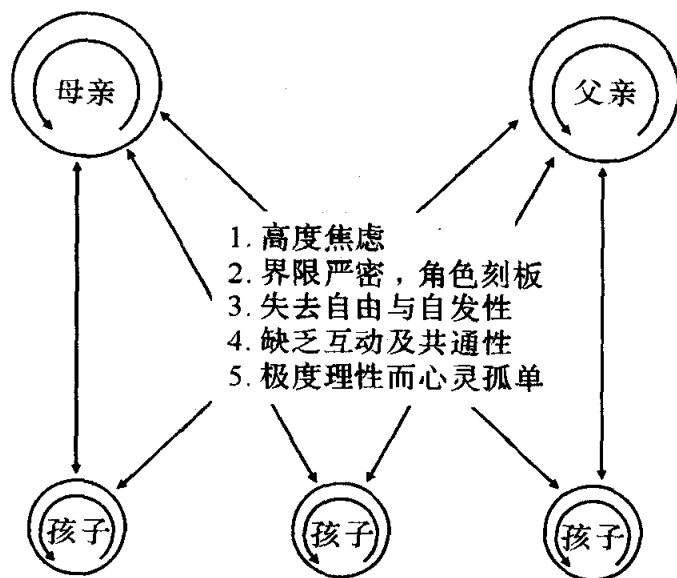 母亲
父亲
1. 高度焦虑
2. 界限严密，角色刻板
3. 失去自由与自发性
4. 缺乏互动及共通性
5. 极度理性而心灵孤单
孩子
孩子
孩子